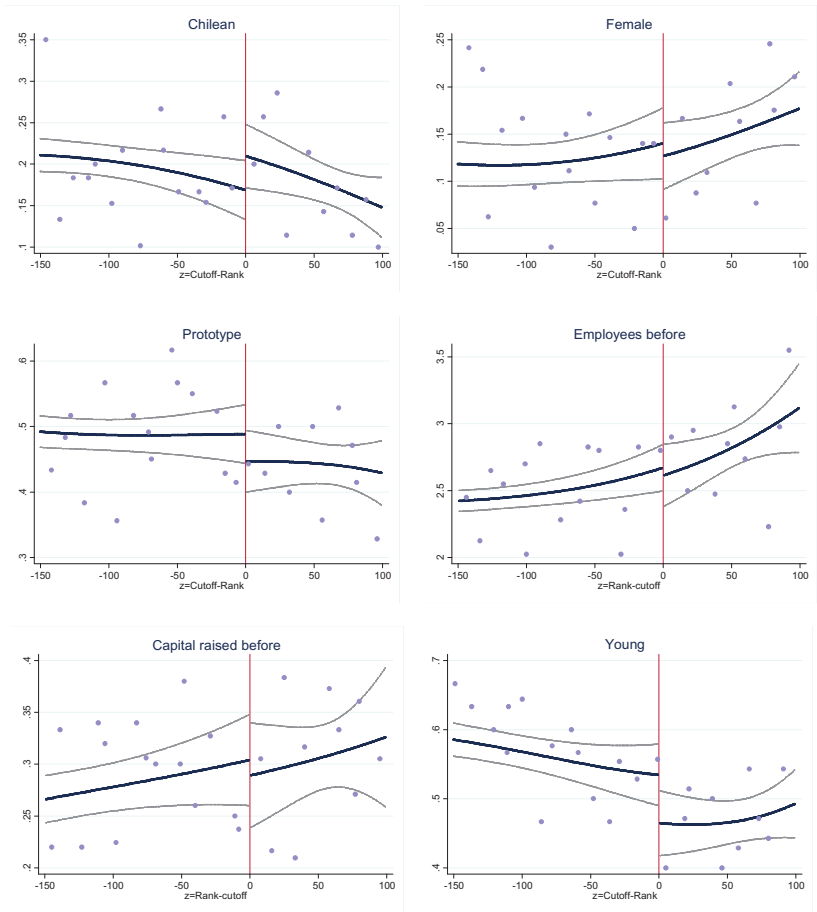 Chilean
.35
.3
.25
.2
.15
.1
-150 -100 -50 0 50 100
z=Cutoff-Rank
Female
.25
.2
.15
.1
.05
-150 -100 -50 0 50 100
z=Cutoff-Rank
Prototype
.6
.5
.4
.3
-150 -100 -50 0 50 100
z=Cutoff-Rank
Employees before
3.5
3
2.5
2
-150 -100 -50 0 50 100
z=Rank-cutoff
Capital raised before
.4
.35
.3
.25
.2
-150 -100 -50 0 50 100
z=Rank-cutoff
Young
.7
.6
.5
.4
-150 -100 -50 0 50 100
z=Cutoff-Rank